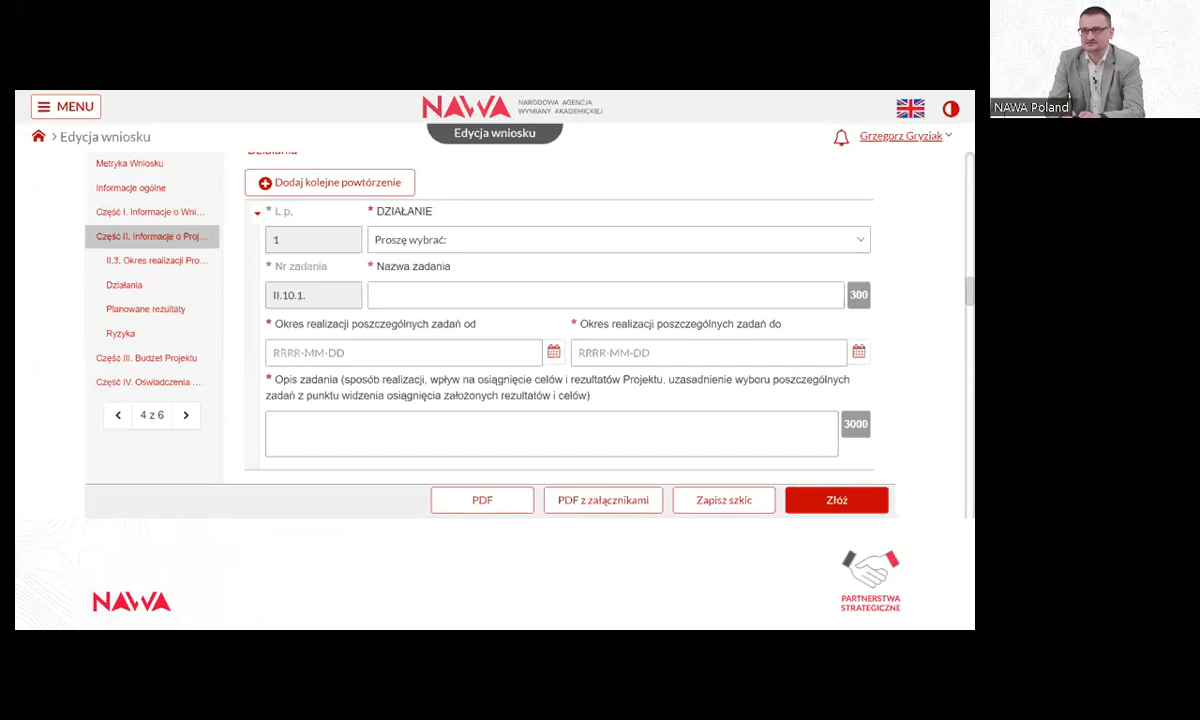 MENU
NAWA
NARODOWA AGENCJA
WYMIANY AKADEMICKIEJ
Edycja wniosku
> Edycja wniosku
Grzegorz Gryziak
NAWA Poland
Metryka Wniosku
Informacje ogólne
Część I. Informacje o Wni...
Część II. Informacje o Proj...
II.3. Okres realizacji Pro...
Działania
Planowane rezultaty
Ryzyka
Część III. Budżet Projektu
Część IV. Oświadczenia ...
4 z 6
Działania
Dodaj kolejne powtórzenie
* L.p.
* DZIAŁANIE
1
Proszę wybrać:
* Nr zadania
* Nazwa zadania
II.10.1.
300
* Okres realizacji poszczególnych zadań od
* Okres realizacji poszczególnych zadań do
RRRR-MM-DD
RRRR-MM-DD
* Opis zadania (sposób realizacji, wpływ na osiągnięcie celów i rezultatów Projektu, uzasadnienie wyboru poszczególnych
zadań z punktu widzenia osiągnięcia założonych rezultatów i celów)
3000
PDF
PDF z załącznikami
Zapisz szkic
Złóż
NAWA
PARTNERSTWA
STRATEGICZNE